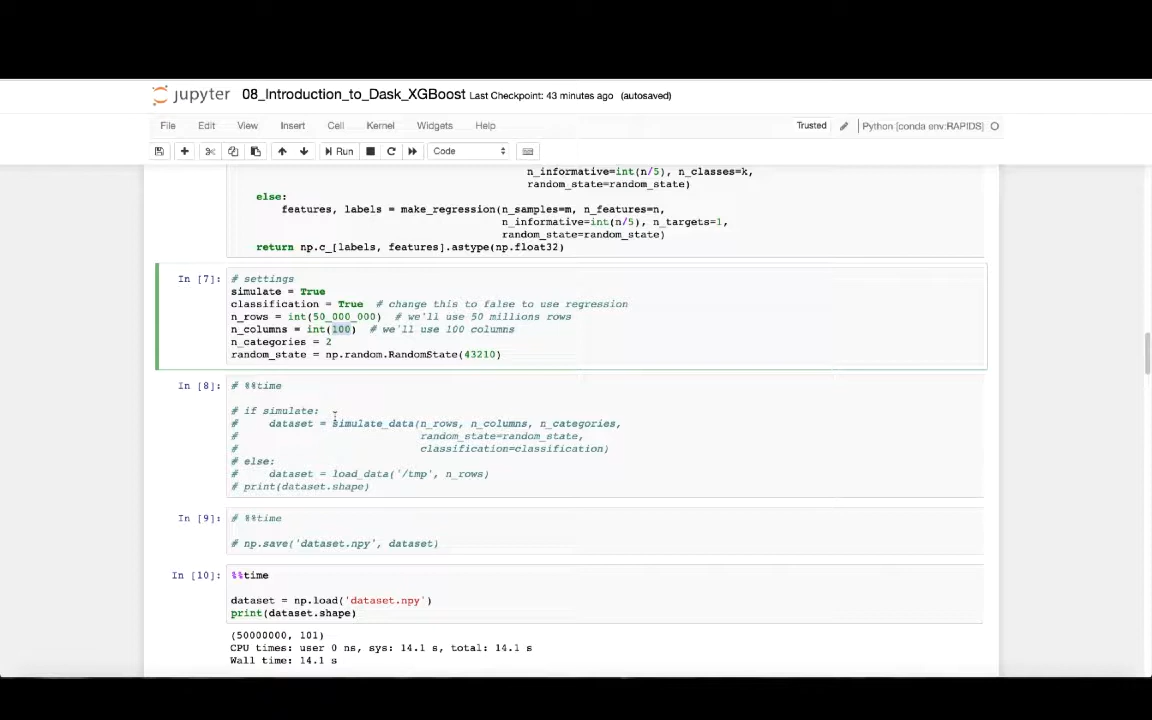 jupyter 08_Introduction_to_Dask_XGBoost Last Checkpoint: 43 minutes ago (autosaved)
File Edit View Insert Cell Kernel Widgets Help Trusted Python [conda env:RAPIDS]
Run Code
n_informative=int(n/5), n_classes=k,
random_state=random_state)
else:
features, labels = make_regression(n_samples=m, n_features=n,
n_informative=int(n/5), n_targets=1,
random_state=random_state)
return np.c_[labels, features].astype(np.float32)
In [7]: # settings
simulate = True
classification = True # change this to false to use regression
n_rows = int(50_000_000) # we'll use 50 millions rows
n_columns = int(100) # we'll use 100 columns
n_categories = 2
random_state = np.random.RandomState(43210)
In [8]: # %%time
# if simulate:
# dataset = simulate_data(n_rows, n_columns, n_categories,
# random_state=random_state,
# classification=classification)
# else:
# dataset = load_data('/tmp', n_rows)
# print(dataset.shape)
In [9]: # %%time
# np.save('dataset.npy', dataset)
In [10]: %%time
dataset = np.load('dataset.npy')
print(dataset.shape)
(50000000, 101)
CPU times: user 0 ns, sys: 14.1 s, total: 14.1 s
Wall time: 14.1 s